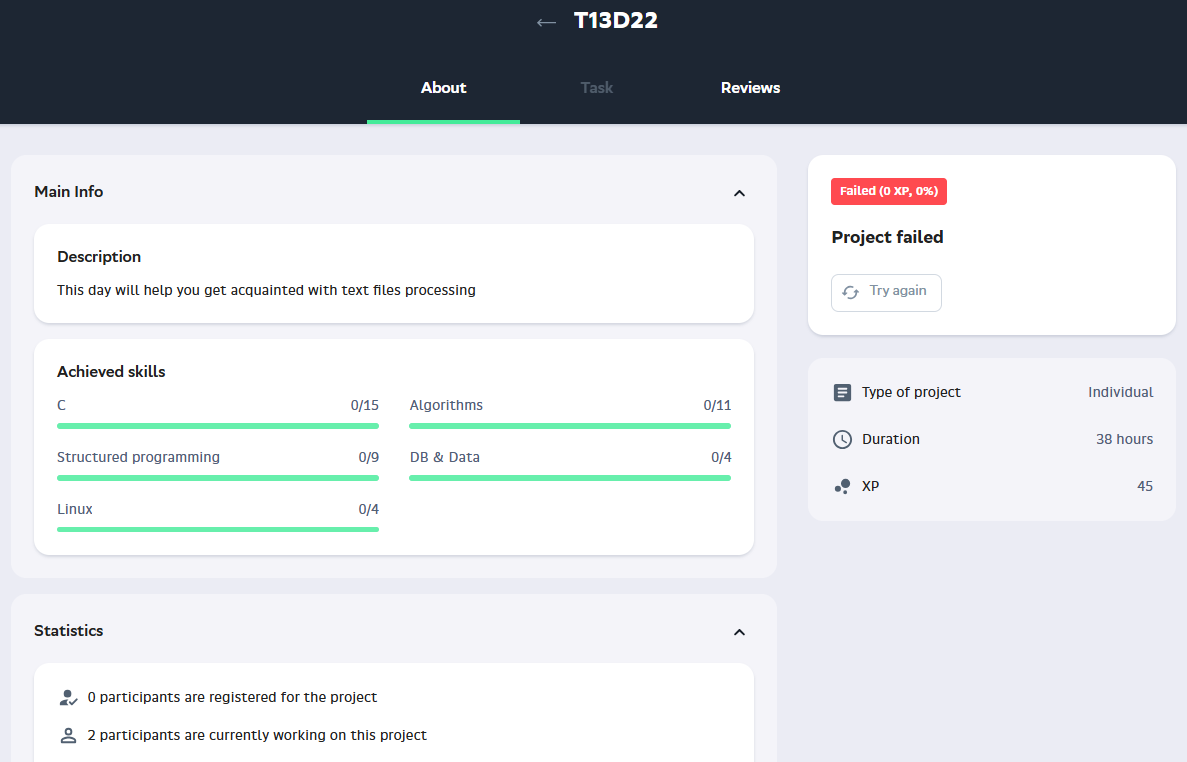 T13D22
About Task Reviews
Main Info
Description
This day will help you get acquainted with text files processing
Achieved skills
C 0/15 Algorithms 0/11
Structured programming 0/9 DB & Data 0/4
Linux 0/4
Statistics
0 participants are registered for the project
2 participants are currently working on this project
Failed (0 XP, 0%)
Project failed
Try again
Type of project Individual
Duration 38 hours
XP 45